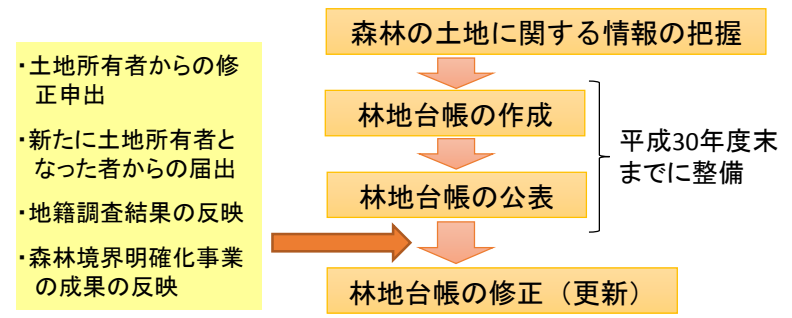 ・土地所有者からの修
正申出
・新たに土地所有者と
なった者からの届出
・地籍調査結果の反映
・森林境界明確化事業
の成果の反映
森林の土地に関する情報の把握
林地台帳の作成
林地台帳の公表
平成30年度末
までに整備
林地台帳の修正（更新）